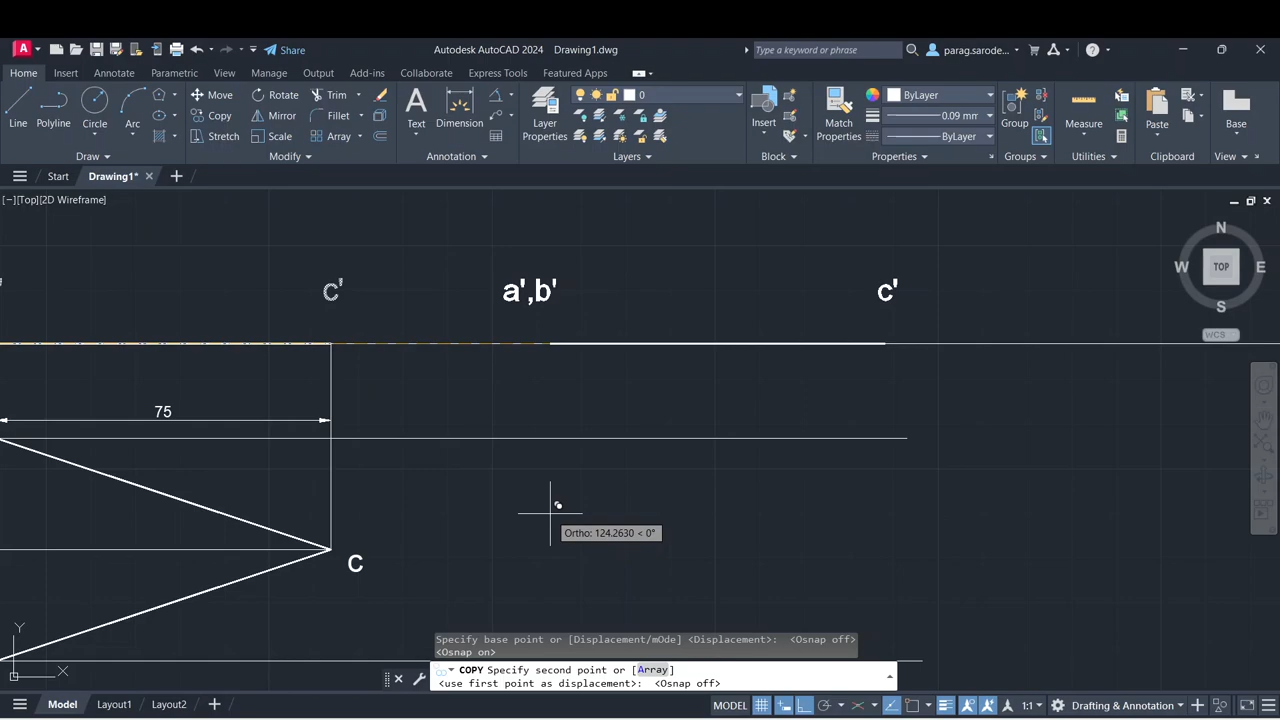 Share
Autodesk AutoCAD 2024 Drawing1.dwg
Type a keyword or phrase
parag.sarode...
Home Insert Annotate Parametric View Manage Output Add-ins Collaborate Express Tools Featured Apps
Line Polyline Circle Arc
Move Rotate Trim
Copy Mirror Fillet
Stretch Scale Array
Text Dimension
Layer Properties
0
Insert
Match Properties
ByLayer
0.09 mm
ByLayer
Group Measure Paste Base
Draw Modify Annotation Layers Block Properties Groups Utilities Clipboard View
Start Drawing1*
[−][Top][2D Wireframe]
N
W TOP E
S
WCS
c' a',b' c'
75
Ortho: 124.2630 < 0°
c
Y
X
Specify base point or [Displacement/mOde] <Displacement>: <Osnap off>
<Osnap on>
COPY Specify second point or [Array]
<use first point as displacement>: <Osnap off>
Model Layout1 Layout2
MODEL 1:1 Drafting & Annotation